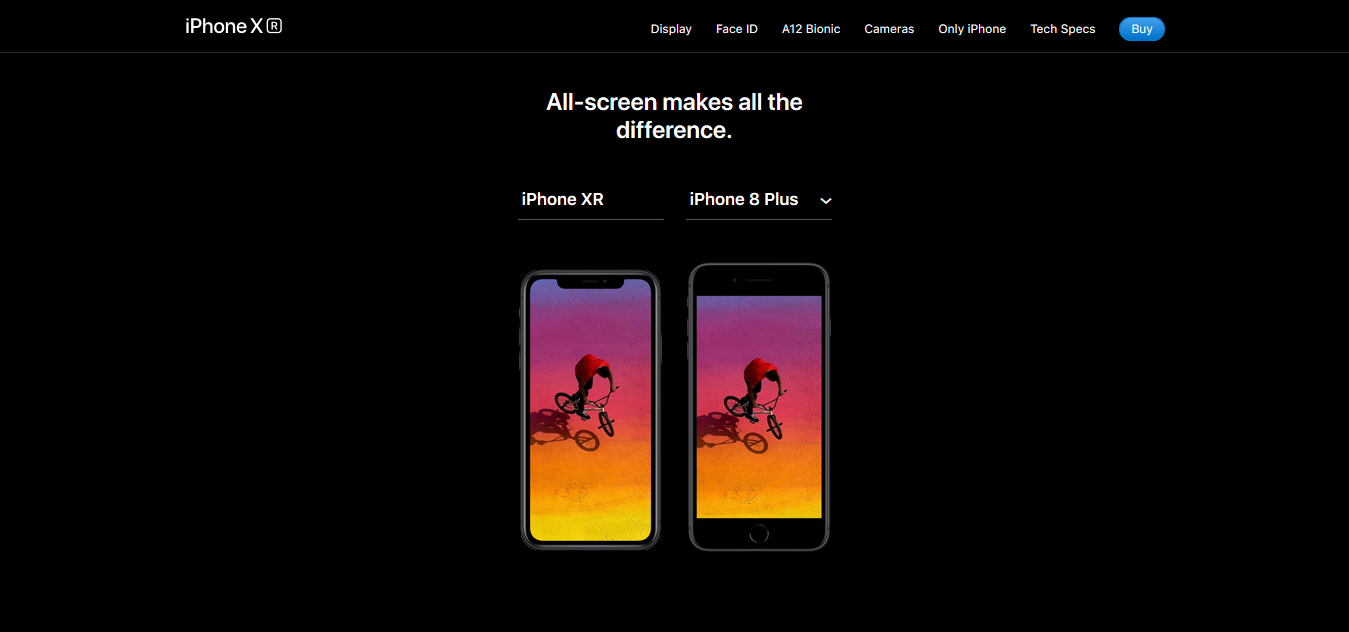 iPhone XR
Display Face ID A12 Bionic Cameras Only iPhone Tech Specs Buy
All-screen makes all the
difference.
iPhone XR iPhone 8 Plus